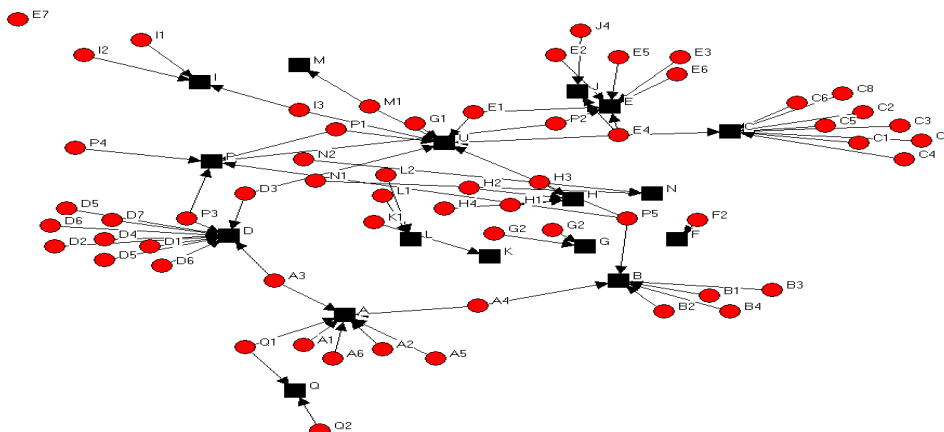 E7
J4
I1
I2
E2
E5
E3
M
E6
I
J
C8
C6
M1
E
C2
I3
G1
E1
P1
P2
C5
C3
U
E4
C
C1
P4
P
N2
C4
L2
H3
N1
H2
N
D3
L1
H
H4
H1
D5
D7
P3
K1
P5
F2
D6
G2
G2
D4
D
L
F
D2
D1
G
D5
K
D6
A3
B
B3
B1
A4
B2
B4
A
Q1
A1
A2
A6
A5
Q
Q2